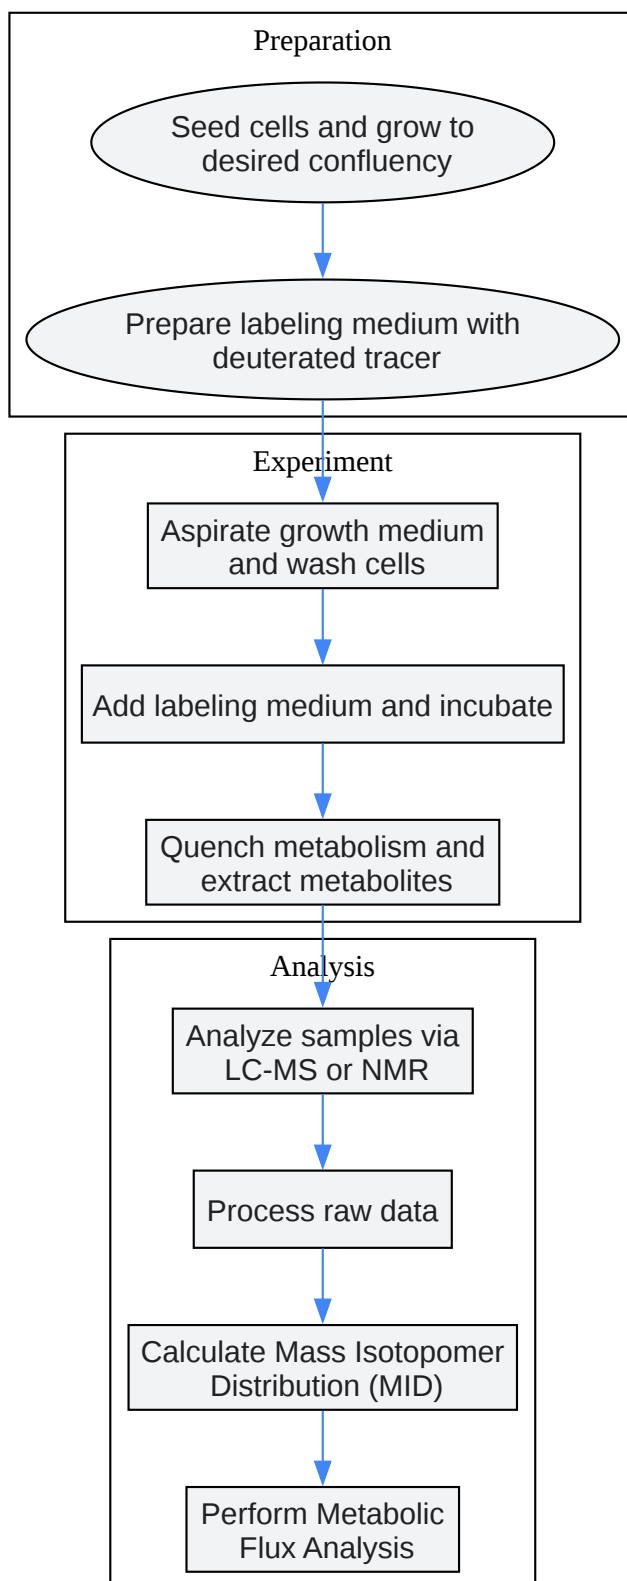 Preparation
Seed cells and grow to
desired confluency
Prepare labeling medium with
deuterated tracer
Experiment
Aspirate growth medium
and wash cells
Add labeling medium and incubate
Quench metabolism and
extract metabolites
Analysis
Analyze samples via
LC-MS or NMR
Process raw data
Calculate Mass Isotopomer
Distribution (MID)
Perform Metabolic
Flux Analysis